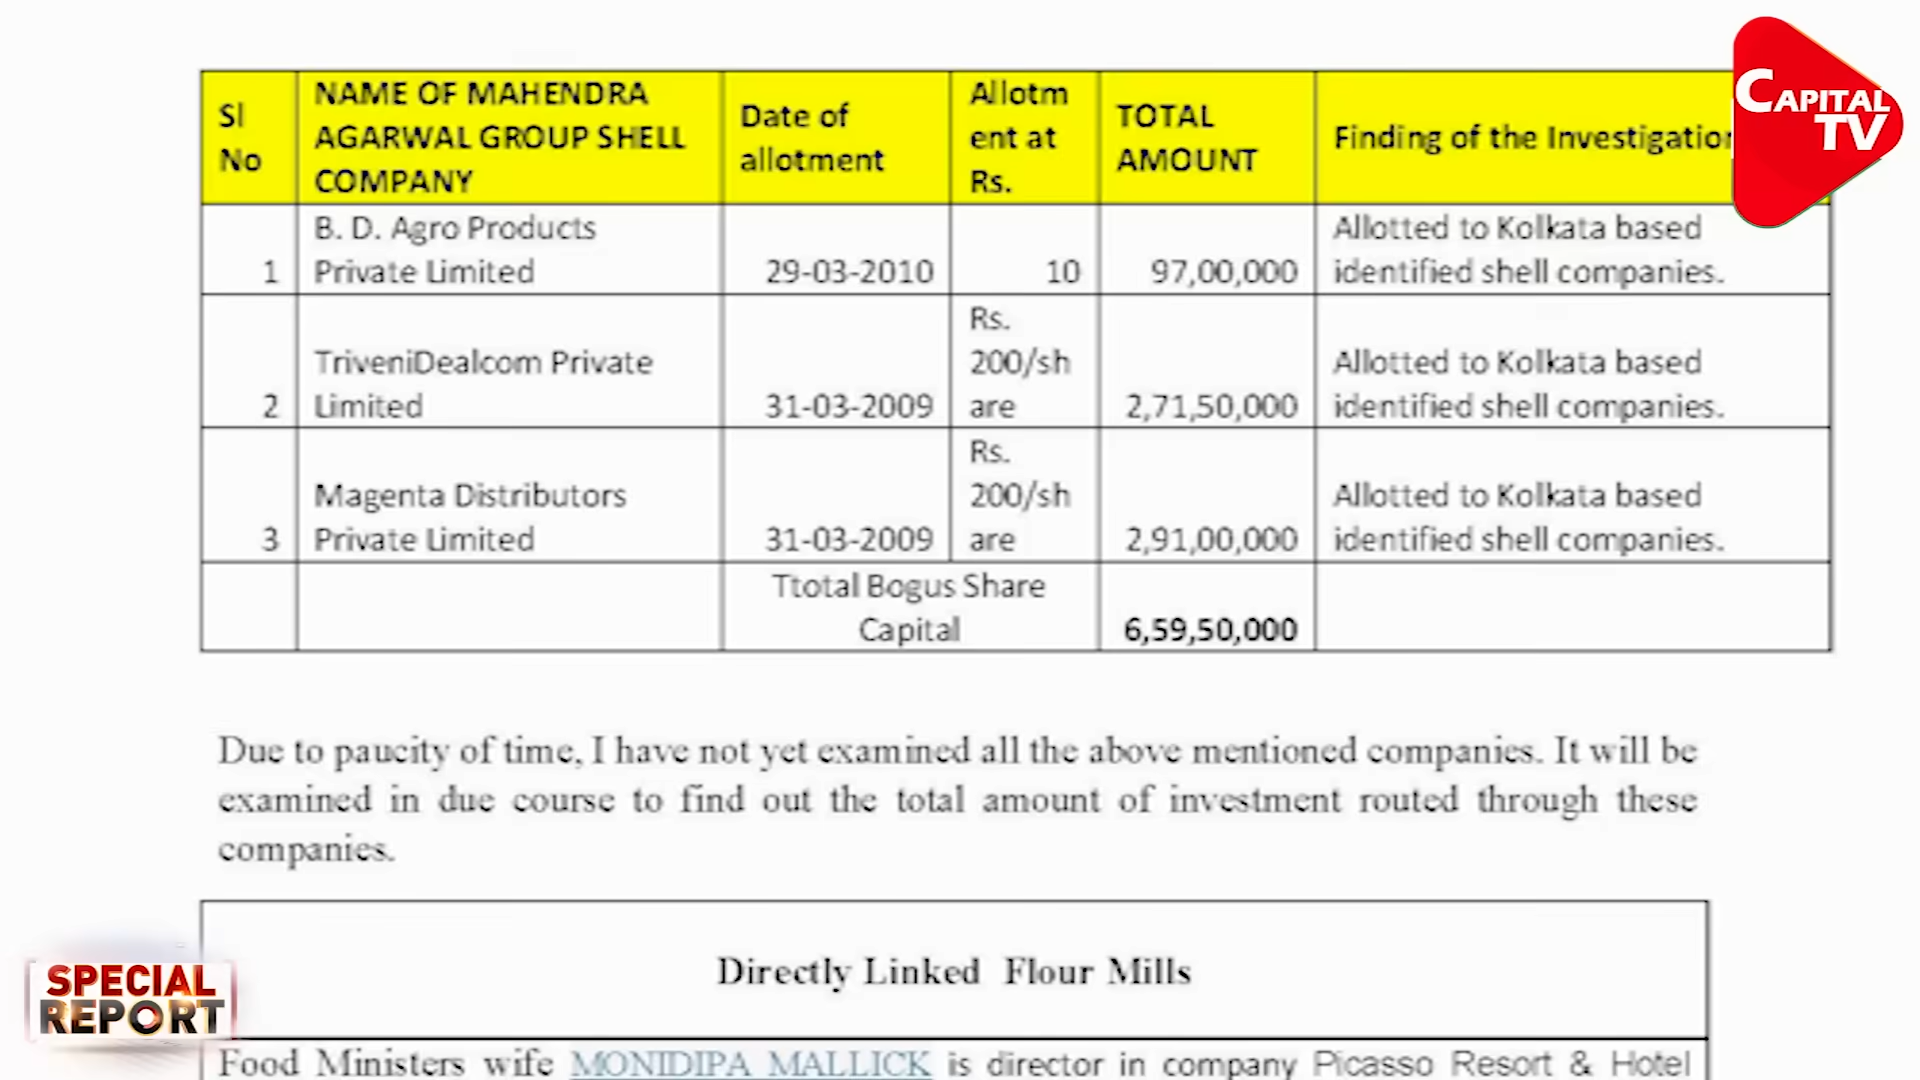 CAPITAL
TV
Sl
No
NAME OF MAHENDRA
AGARWAL GROUP SHELL
COMPANY
Date of
allotment
Allotm
ent at
Rs.
TOTAL
AMOUNT
Finding of the Investigation
1
B. D. Agro Products
Private Limited
29-03-2010
10
97,00,000
Allotted to Kolkata based
identified shell companies.
2
TriveniDealcom Private
Limited
31-03-2009
Rs.
200/sh
are
2,71,50,000
Allotted to Kolkata based
identified shell companies.
3
Magenta Distributors
Private Limited
31-03-2009
Rs.
200/sh
are
2,91,00,000
Allotted to Kolkata based
identified shell companies.
Ttotal Bogus Share
Capital
6,59,50,000
Due to paucity of time, I have not yet examined all the above mentioned companies. It will be
examined in due course to find out the total amount of investment routed through these
companies.
Directly Linked Flour Mills
Food Ministers wife MONIDIPA MALLICK is director in company Picasso Resort & Hotel
SPECIAL
REPORT